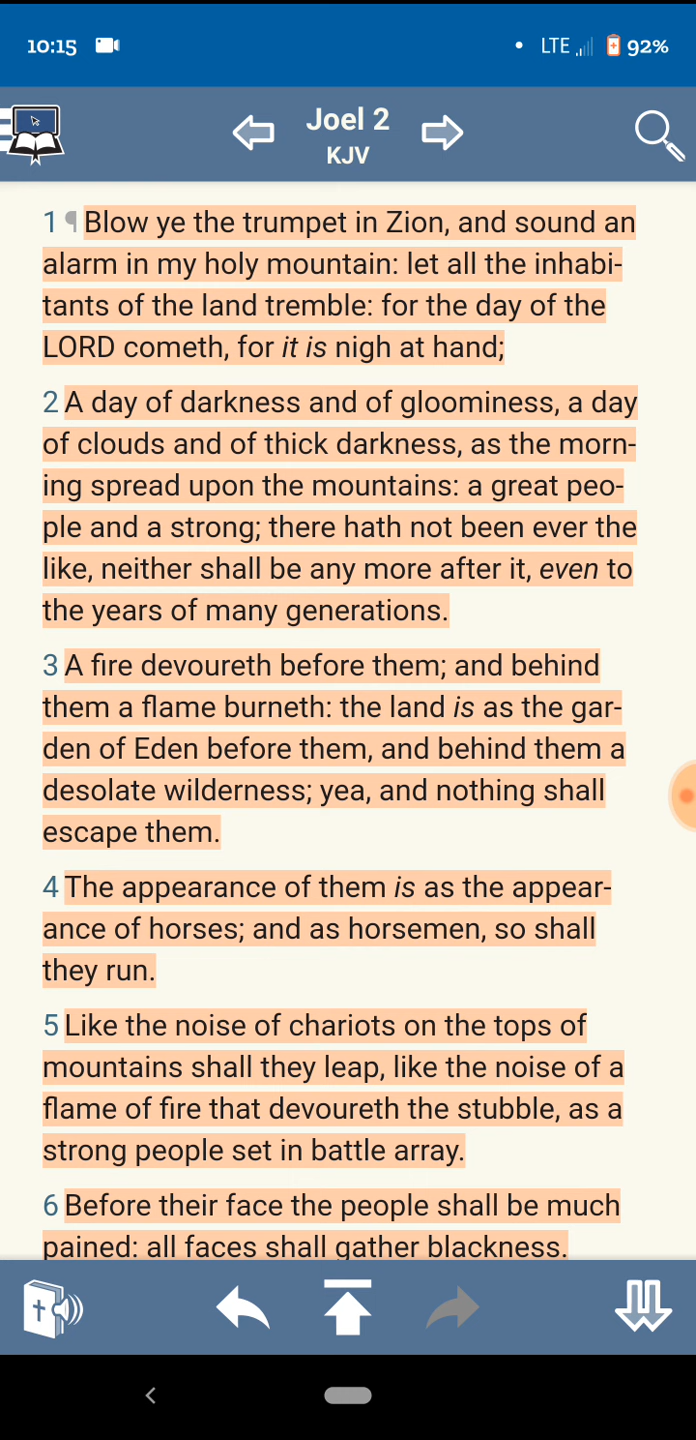 10:15
LTE
92%
Joel 2
KJV
1 ¶ Blow ye the trumpet in Zion, and sound an
alarm in my holy mountain: let all the inhabi-
tants of the land tremble: for the day of the
LORD cometh, for it is nigh at hand;
2 A day of darkness and of gloominess, a day
of clouds and of thick darkness, as the morn-
ing spread upon the mountains: a great peo-
ple and a strong; there hath not been ever the
like, neither shall be any more after it, even to
the years of many generations.
3 A fire devoureth before them; and behind
them a flame burneth: the land is as the gar-
den of Eden before them, and behind them a
desolate wilderness; yea, and nothing shall
escape them.
4 The appearance of them is as the appear-
ance of horses; and as horsemen, so shall
they run.
5 Like the noise of chariots on the tops of
mountains shall they leap, like the noise of a
flame of fire that devoureth the stubble, as a
strong people set in battle array.
6 Before their face the people shall be much
pained: all faces shall gather blackness.